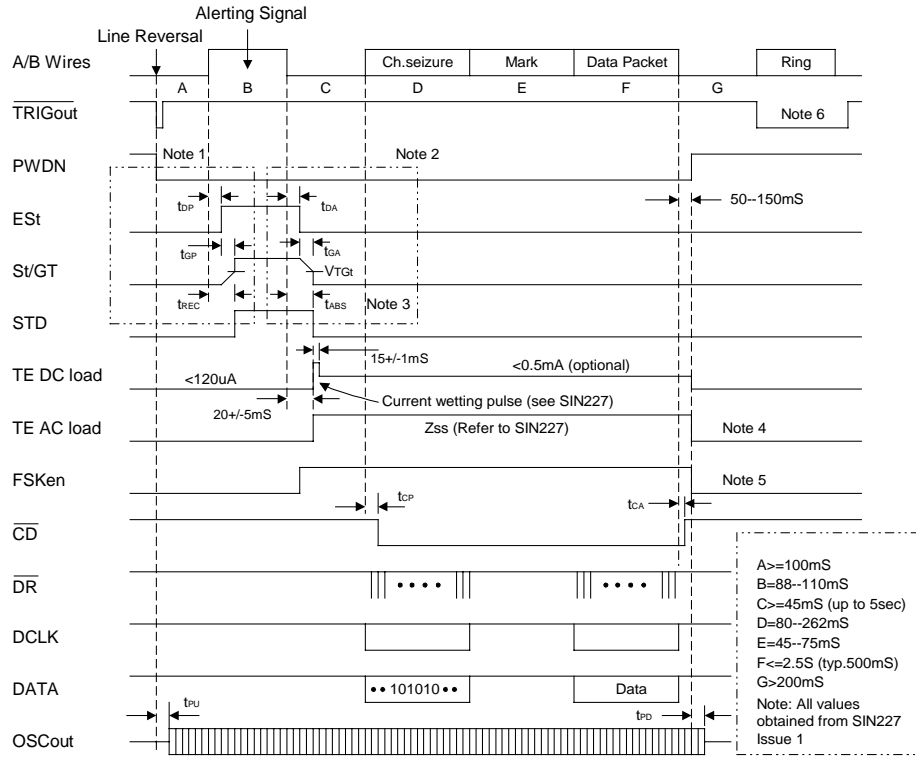 Alerting Signal
Line Reversal
A/B Wires
Ch.seizure Mark Data Packet Ring
A B C D E F G
TRIGout
Note 6
PWDN
Note 1
Note 2
50--150mS
tDP
tDA
ESt
tGP
tGA
St/GT
VTGt
tREC
tABS
Note 3
STD
15+/-1mS
TE DC load
<120uA
<0.5mA (optional)
Current wetting pulse (see SIN227)
20+/-5mS
TE AC load
Zss (Refer to SIN227)
Note 4
FSKen
Note 5
tCP
tCA
CD
DR
DCLK
DATA
101010
Data
tPU
tPD
OSCout
A>=100mS
B=88--110mS
C>=45mS (up to 5sec)
D=80--262mS
E=45--75mS
F<=2.5S (typ.500mS)
G>200mS
Note: All values
obtained from SIN227
Issue 1